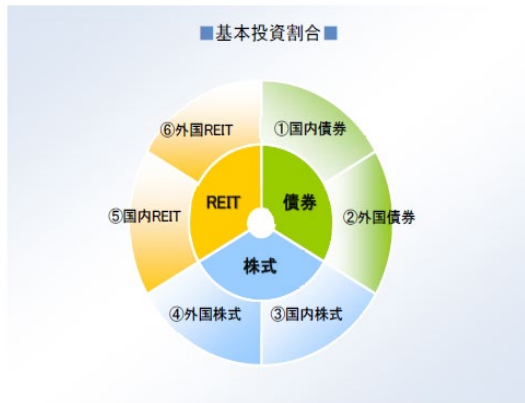 ■基本投資割合■
⑥外国REIT
①国内債券
REIT
債券
⑤国内REIT
②外国債券
株式
④外国株式
③国内株式